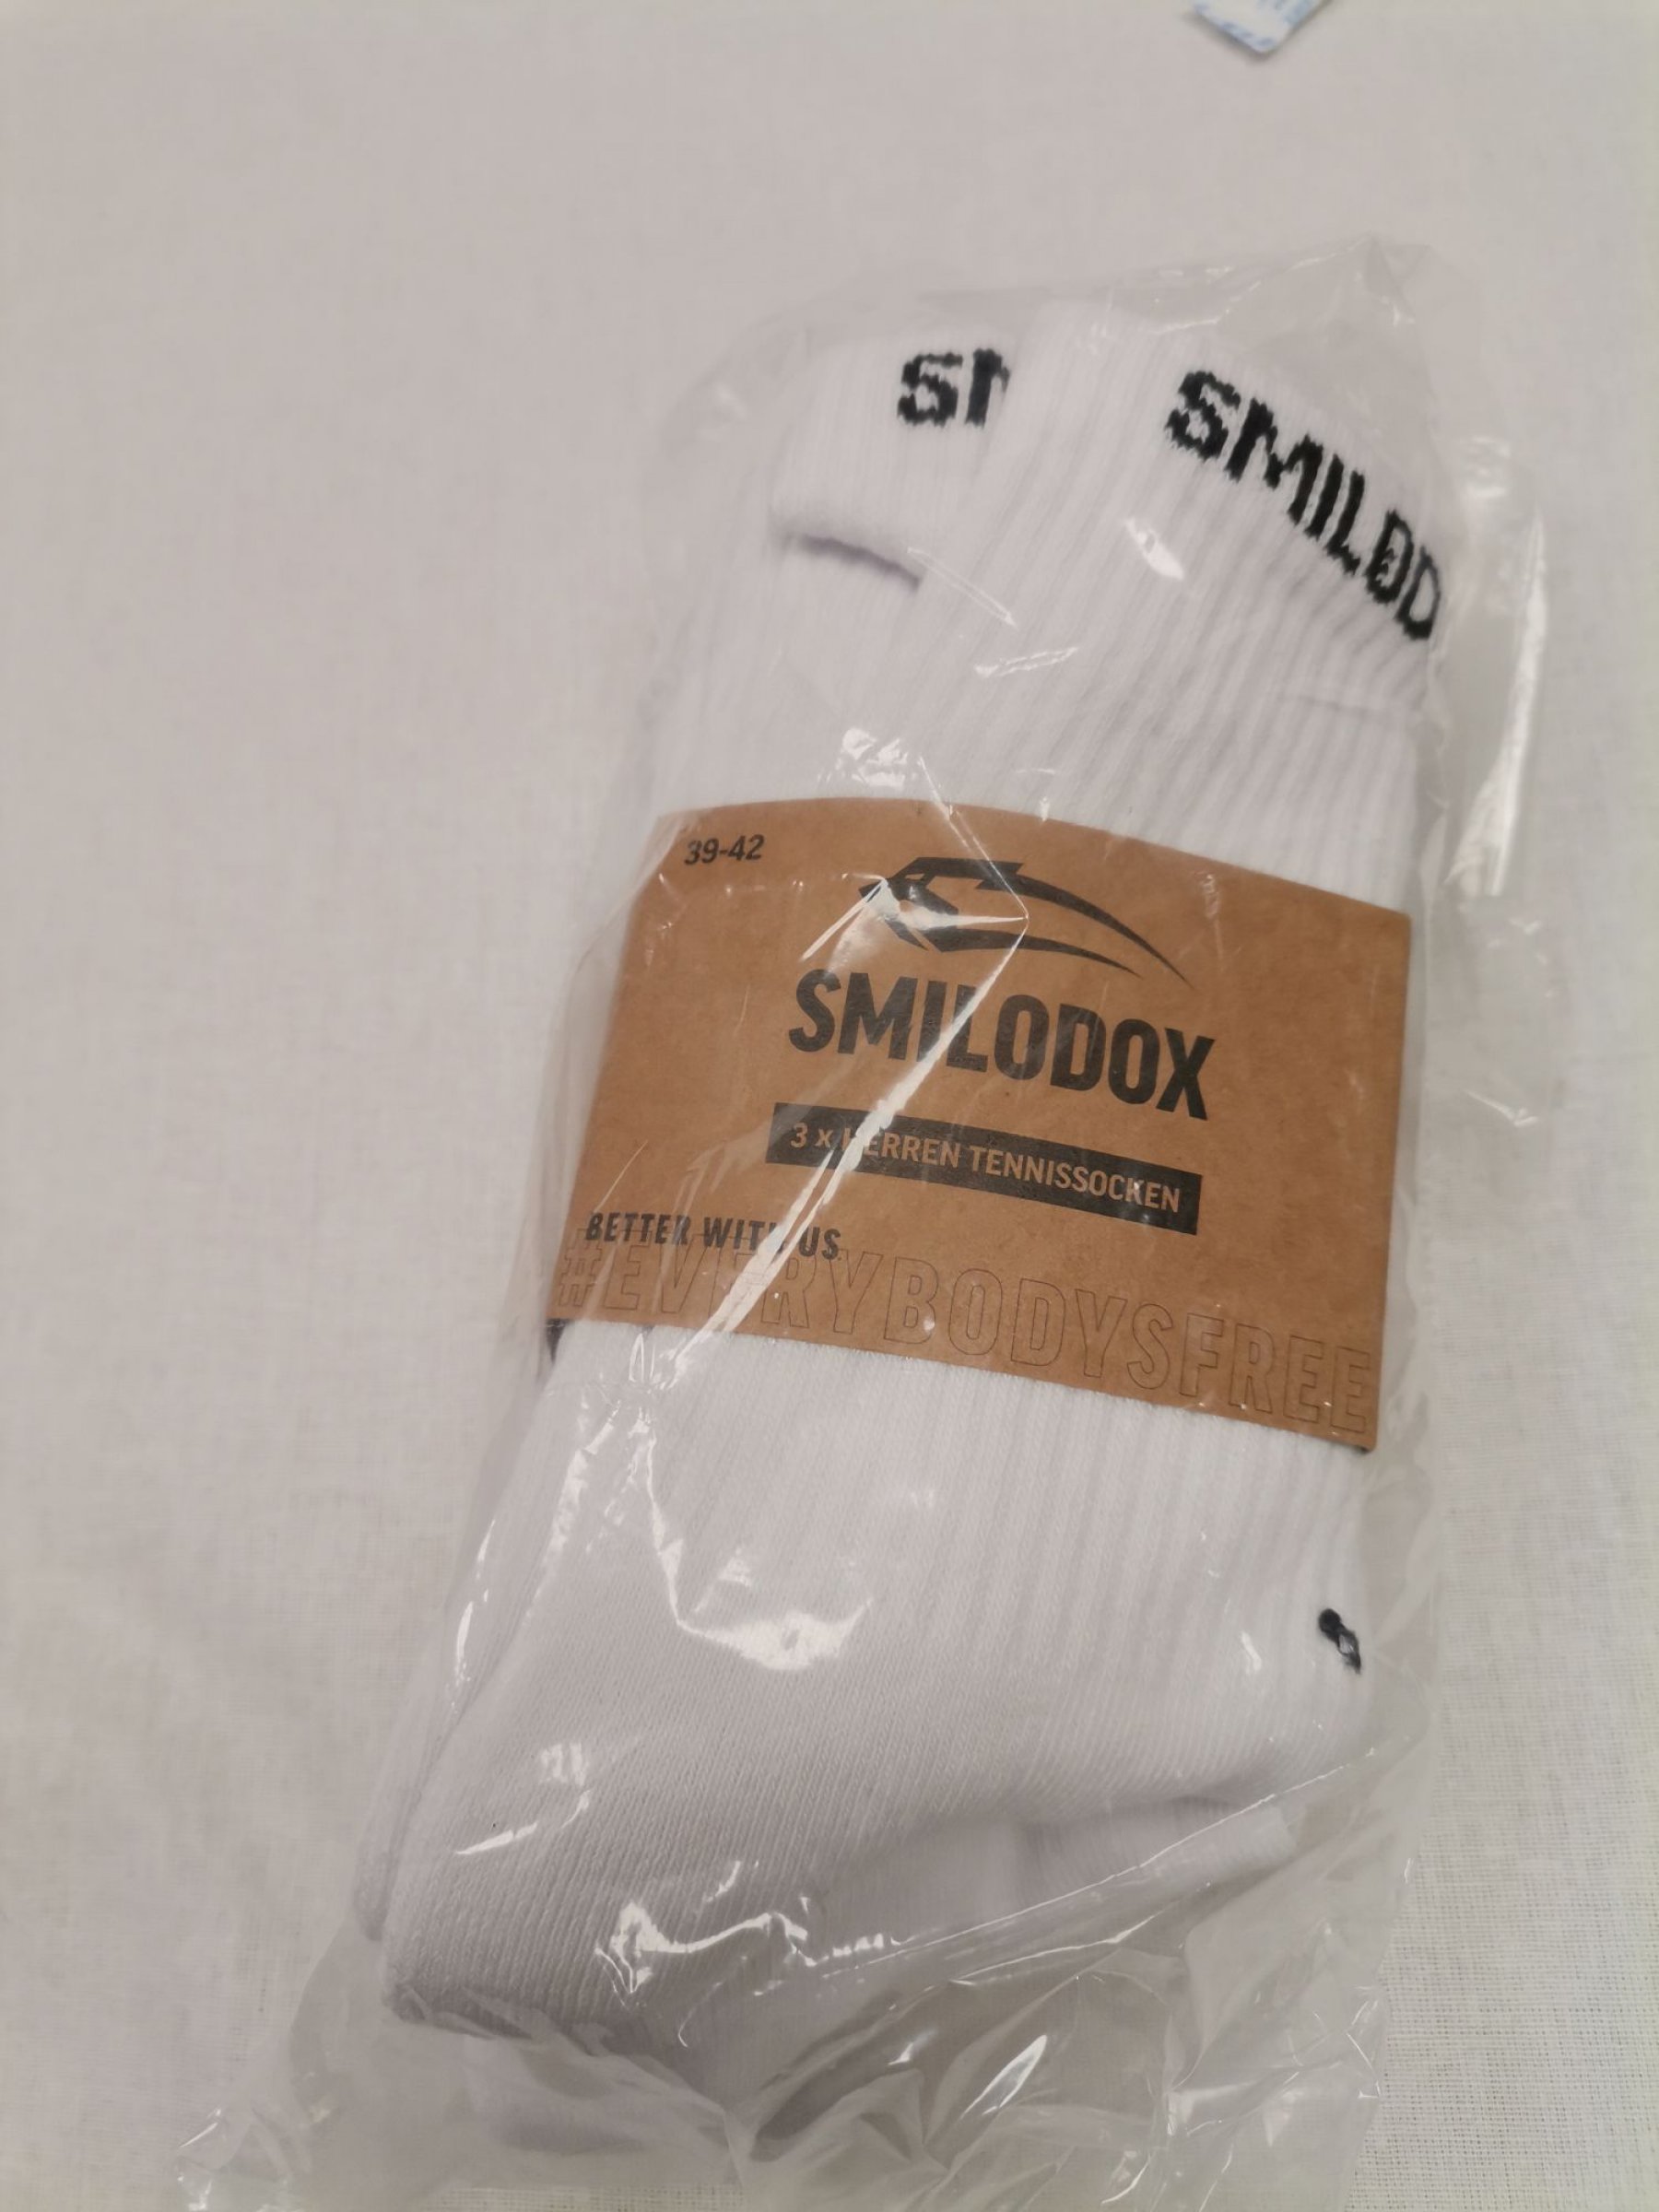 SM
SMILOD
39-42
SMILODOX
3 x HERREN TENNISSOCKEN
BETTER WITH US
#EVERYBODYSFREE